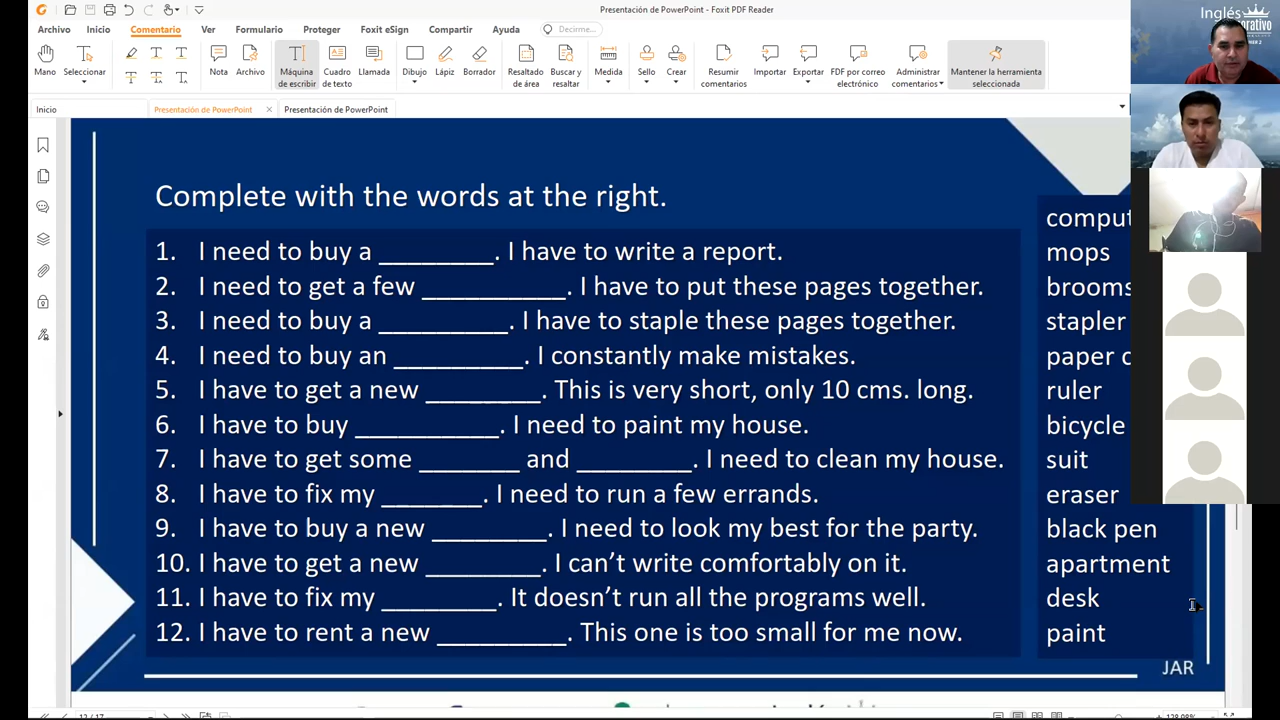 Presentación de PowerPoint - Foxit PDF Reader
Archivo Inicio Comentario Ver Formulario Proteger Foxit eSign Compartir Ayuda Decirme...
Mano Seleccionar Nota Archivo Máquina de escribir Cuadro de texto Llamada Dibujo Lápiz Borrador Resaltado de área Buscar y resaltar Medida Sello Crear Resumir comentarios Importar Exportar FDF por correo electrónico Administrar comentarios Mantener la herramienta seleccionada
Inglés
Inicio Presentación de PowerPoint Presentación de PowerPoint
Complete with the words at the right.
1. I need to buy a ________. I have to write a report.
2. I need to get a few __________. I have to put these pages together.
3. I need to buy a _________. I have to staple these pages together.
4. I need to buy an _________. I constantly make mistakes.
5. I have to get a new ________. This is very short, only 10 cms. long.
6. I have to buy __________. I need to paint my house.
7. I have to get some _______ and ________. I need to clean my house.
8. I have to fix my _______. I need to run a few errands.
9. I have to buy a new ________. I need to look my best for the party.
10. I have to get a new ________. I can’t write comfortably on it.
11. I have to fix my ________. It doesn’t run all the programs well.
12. I have to rent a new _________. This one is too small for me now.
comput
mops
brooms
stapler
paper
ruler
bicycle
suit
eraser
black pen
apartment
desk
paint
JAR
12 / 17
128.98%